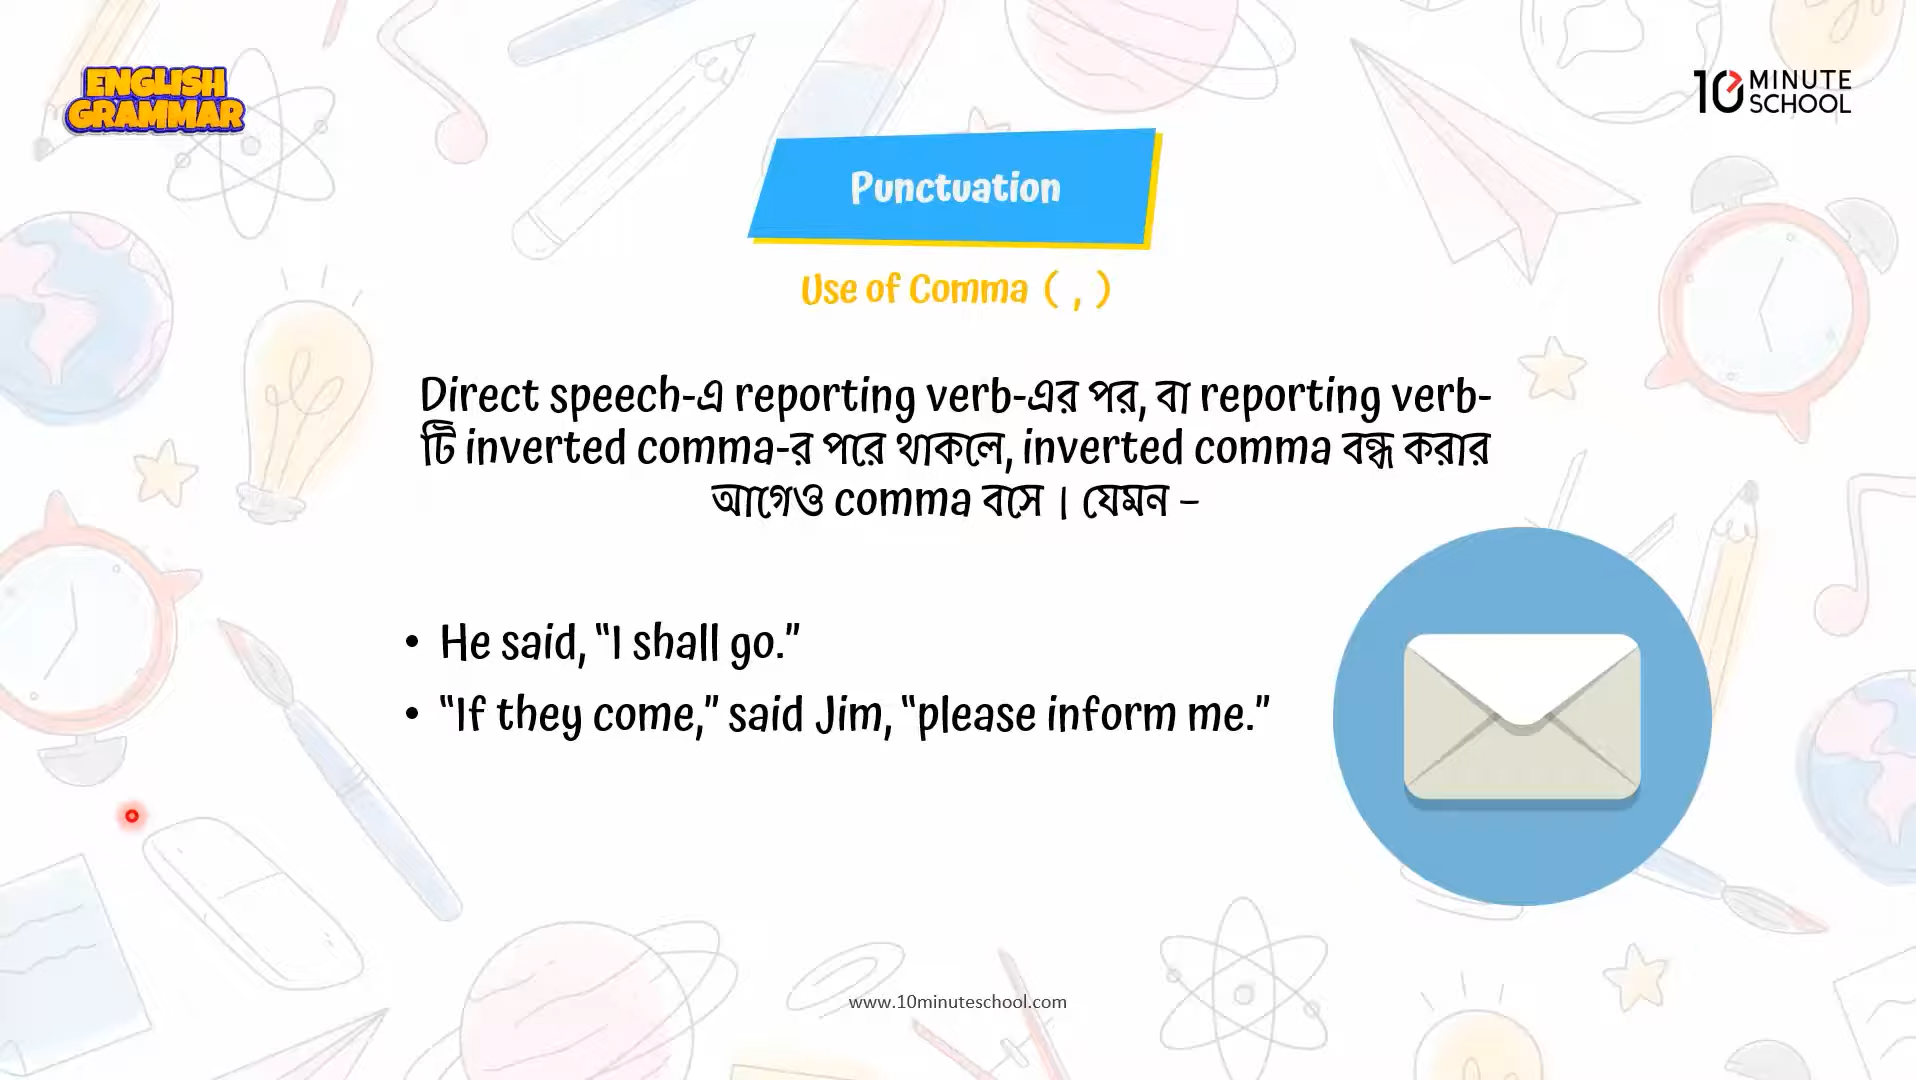 ENGLISH
GRAMMAR
10 MINUTE
SCHOOL
Punctuation
Use of Comma ( , )
Direct speech-এ reporting verb-এর পর, বা reporting verb-
টি inverted comma-র পরে থাকলে, inverted comma বন্ধ করার
আগেও comma বসে । যেমন –
• He said, “I shall go.”
• “If they come,” said Jim, “please inform me.”
www.10minuteschool.com